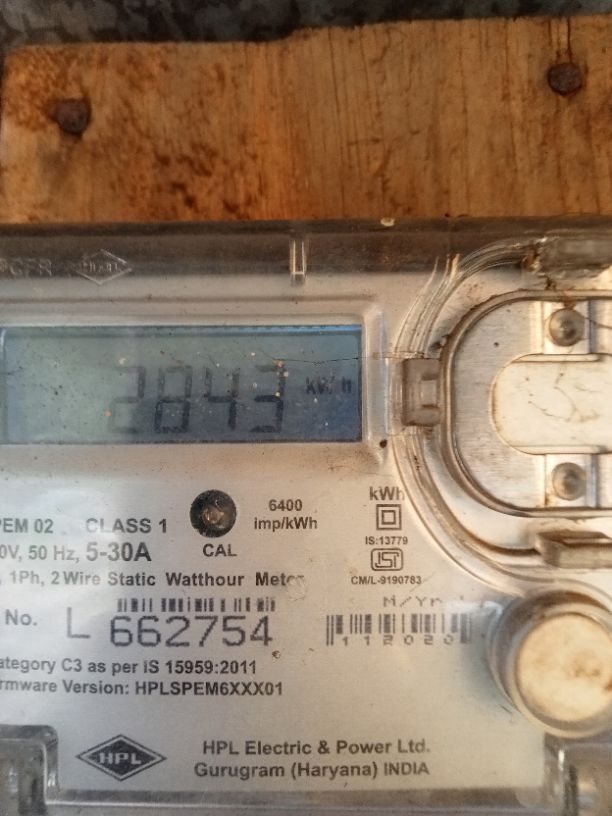 2843 kWh
6400
imp/kWh
kWh
PEM 02 CLASS 1
0V, 50 Hz, 5-30A
CAL
IS:13779
ISI
, 1Ph, 2 Wire Static Watthour Meter
CM/L-9190783
M/Yr
No. L 662754
112020
ategory C3 as per IS 15959:2011
rmware Version: HPLSPEM6XXX01
HPL
HPL Electric & Power Ltd.
Gurugram (Haryana) INDIA